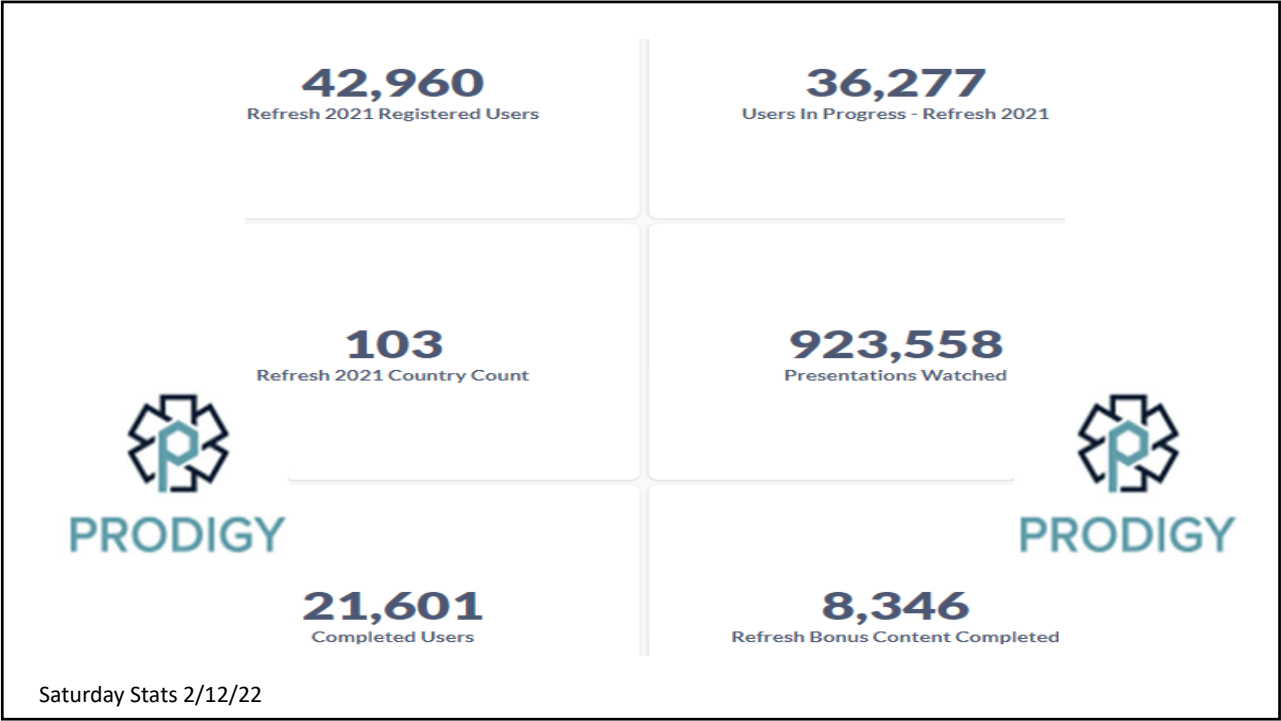 42,960
Refresh 2021 Registered Users
36,277
Users In Progress - Refresh 2021
103
Refresh 2021 Country Count
923,558
Presentations Watched
PRODIGY
PRODIGY
21,601
Completed Users
8,346
Refresh Bonus Content Completed
Saturday Stats 2/12/22